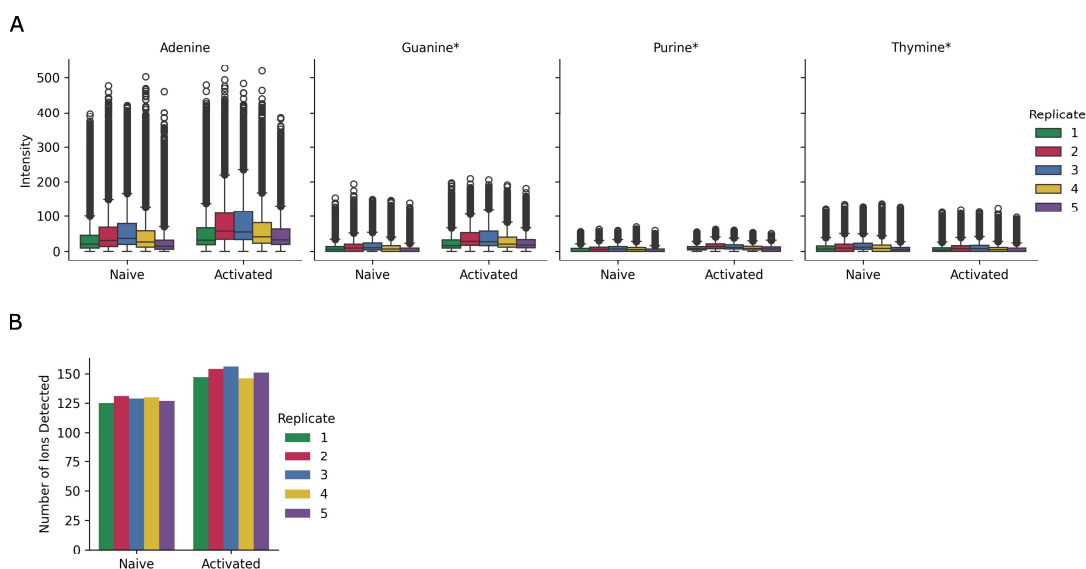 A
Adenine
Guanine*
Purine*
Thymine*
500
400
300
200
100
0
Intensity
Naive
Activated
Naive
Activated
Naive
Activated
Naive
Activated
Replicate
1
2
3
4
5
B
150
125
100
75
50
25
0
Number of Ions Detected
Naive
Activated
Replicate
1
2
3
4
5